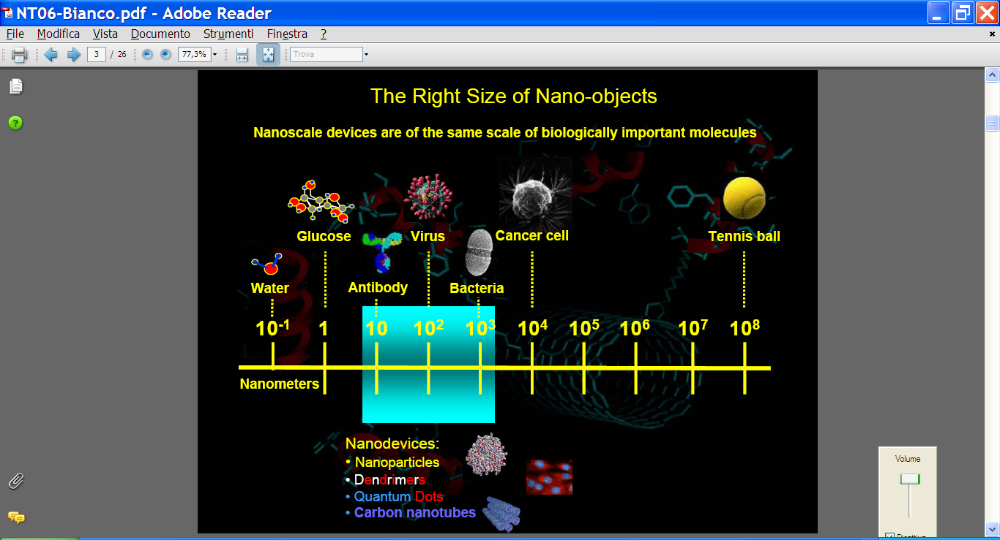 NT06-Bianco.pdf - Adobe Reader
File Modifica Vista Documento Strumenti Finestra ?
3 / 26 77,3% Trova
The Right Size of Nano-objects
Nanoscale devices are of the same scale of biologically important molecules
Glucose Virus Cancer cell Tennis ball
Water Antibody Bacteria
10-1 1 10 10² 10³ 10⁴ 10⁵ 10⁶ 10⁷ 10⁸
Nanometers
Nanodevices:
• Nanoparticles
• Dendrimers
• Quantum Dots
• Carbon nanotubes
Volume